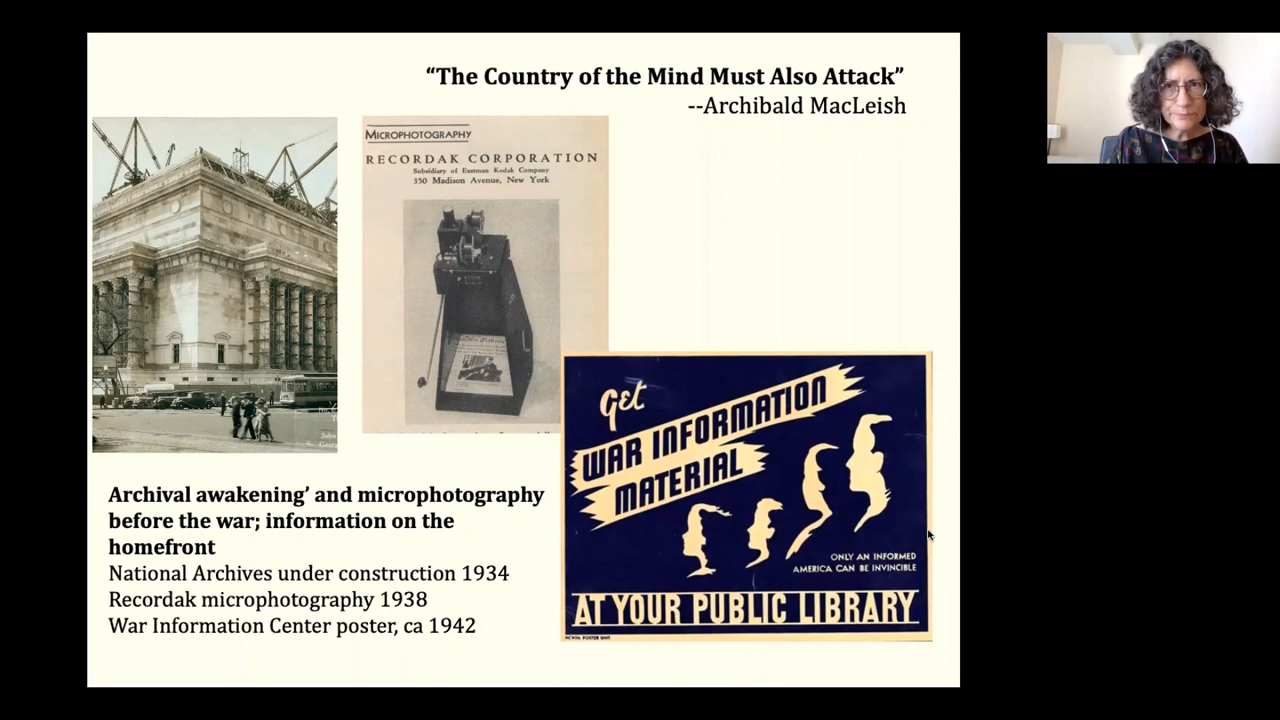 “The Country of the Mind Must Also Attack”
--Archibald MacLeish
MICROPHOTOGRAPHY
RECORDAK CORPORATION
Subsidiary of Eastman Kodak Company
350 Madison Avenue, New York
Get
WAR INFORMATION
MATERIAL
ONLY AN INFORMED
AMERICA CAN BE INVINCIBLE
AT YOUR PUBLIC LIBRARY
Archival awakening’ and microphotography
before the war; information on the
homefront
National Archives under construction 1934
Recordak microphotography 1938
War Information Center poster, ca 1942